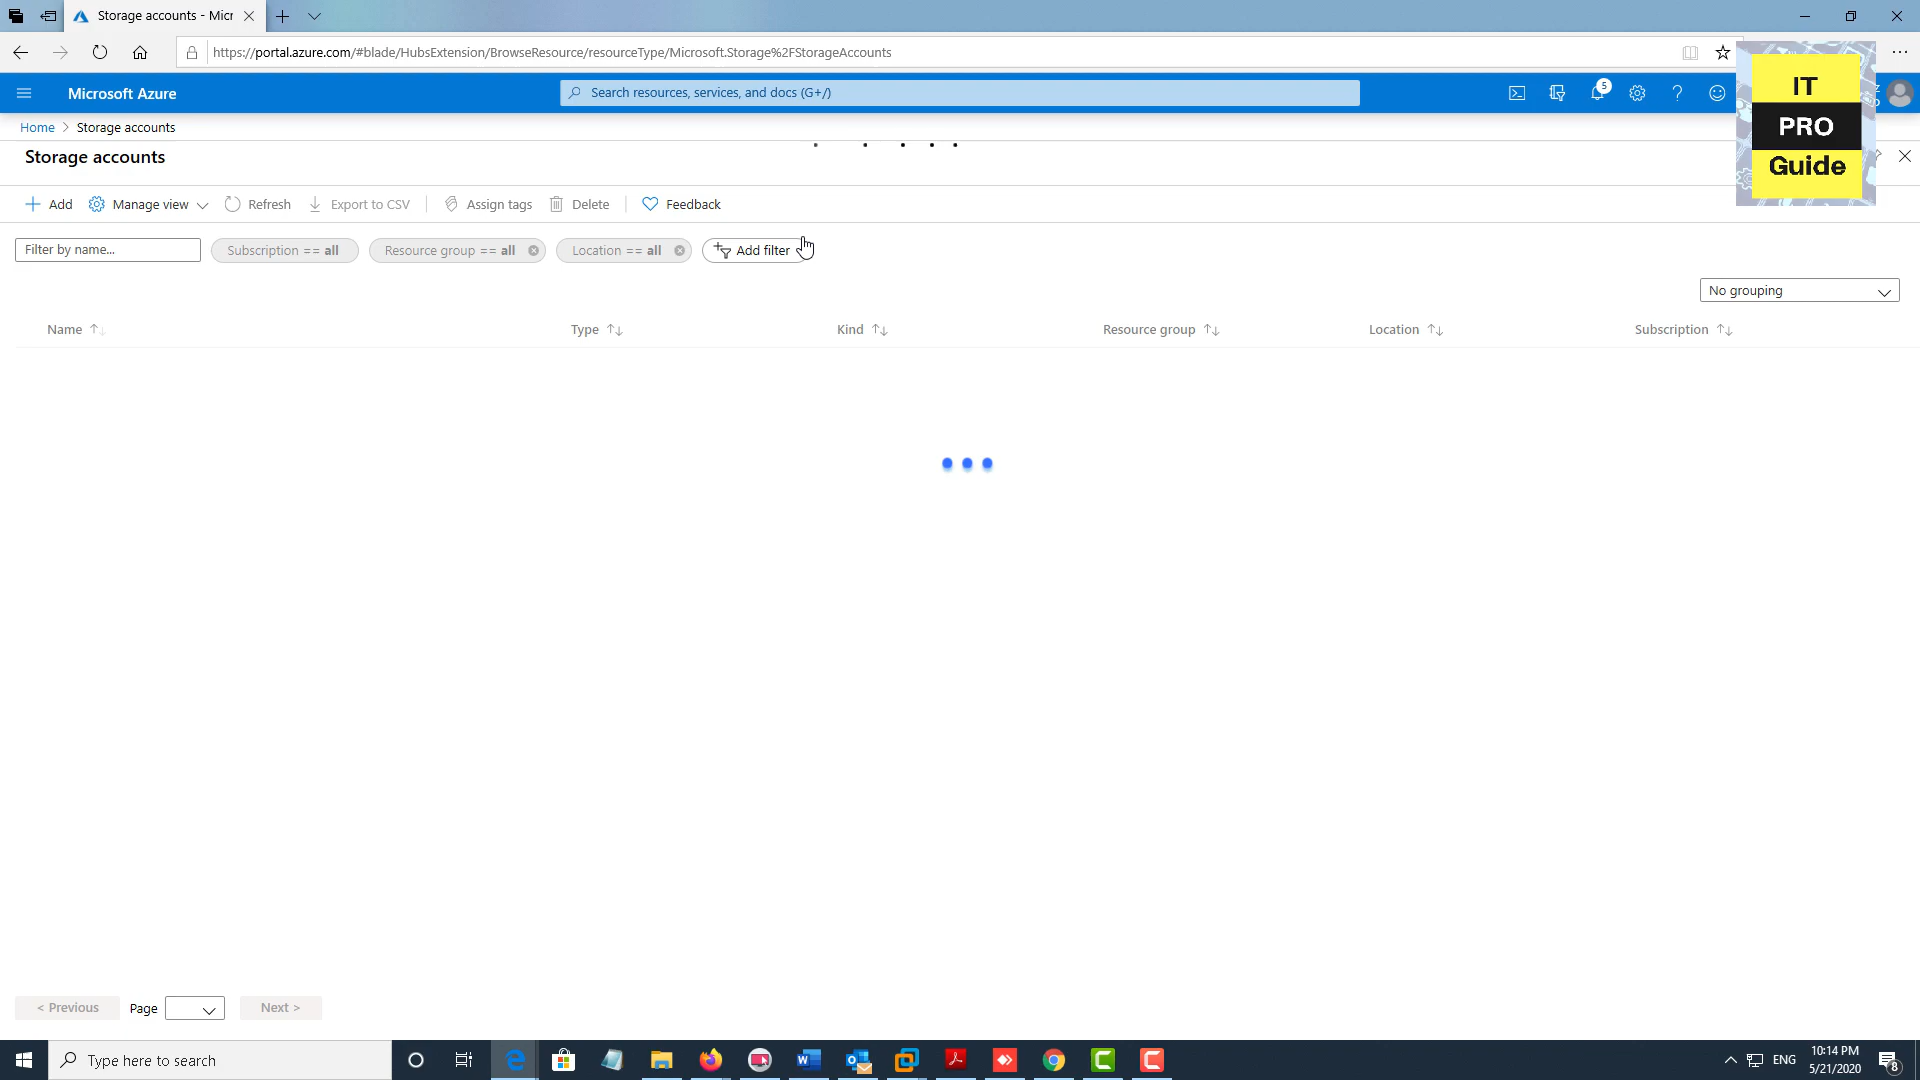 Storage accounts - Micr
https://portal.azure.com/#blade/HubsExtension/BrowseResource/resourceType/Microsoft.Storage%2FStorageAccounts
Microsoft Azure
Search resources, services, and docs (G+/)
5
IT
PRO
Guide
Home > Storage accounts
Storage accounts
Add Manage view Refresh Export to CSV Assign tags Delete Feedback
Filter by name... Subscription == all Resource group == all Location == all Add filter
No grouping
Name Type Kind Resource group Location Subscription
< Previous Page Next >
Type here to search
ENG
10:14 PM
5/21/2020
8